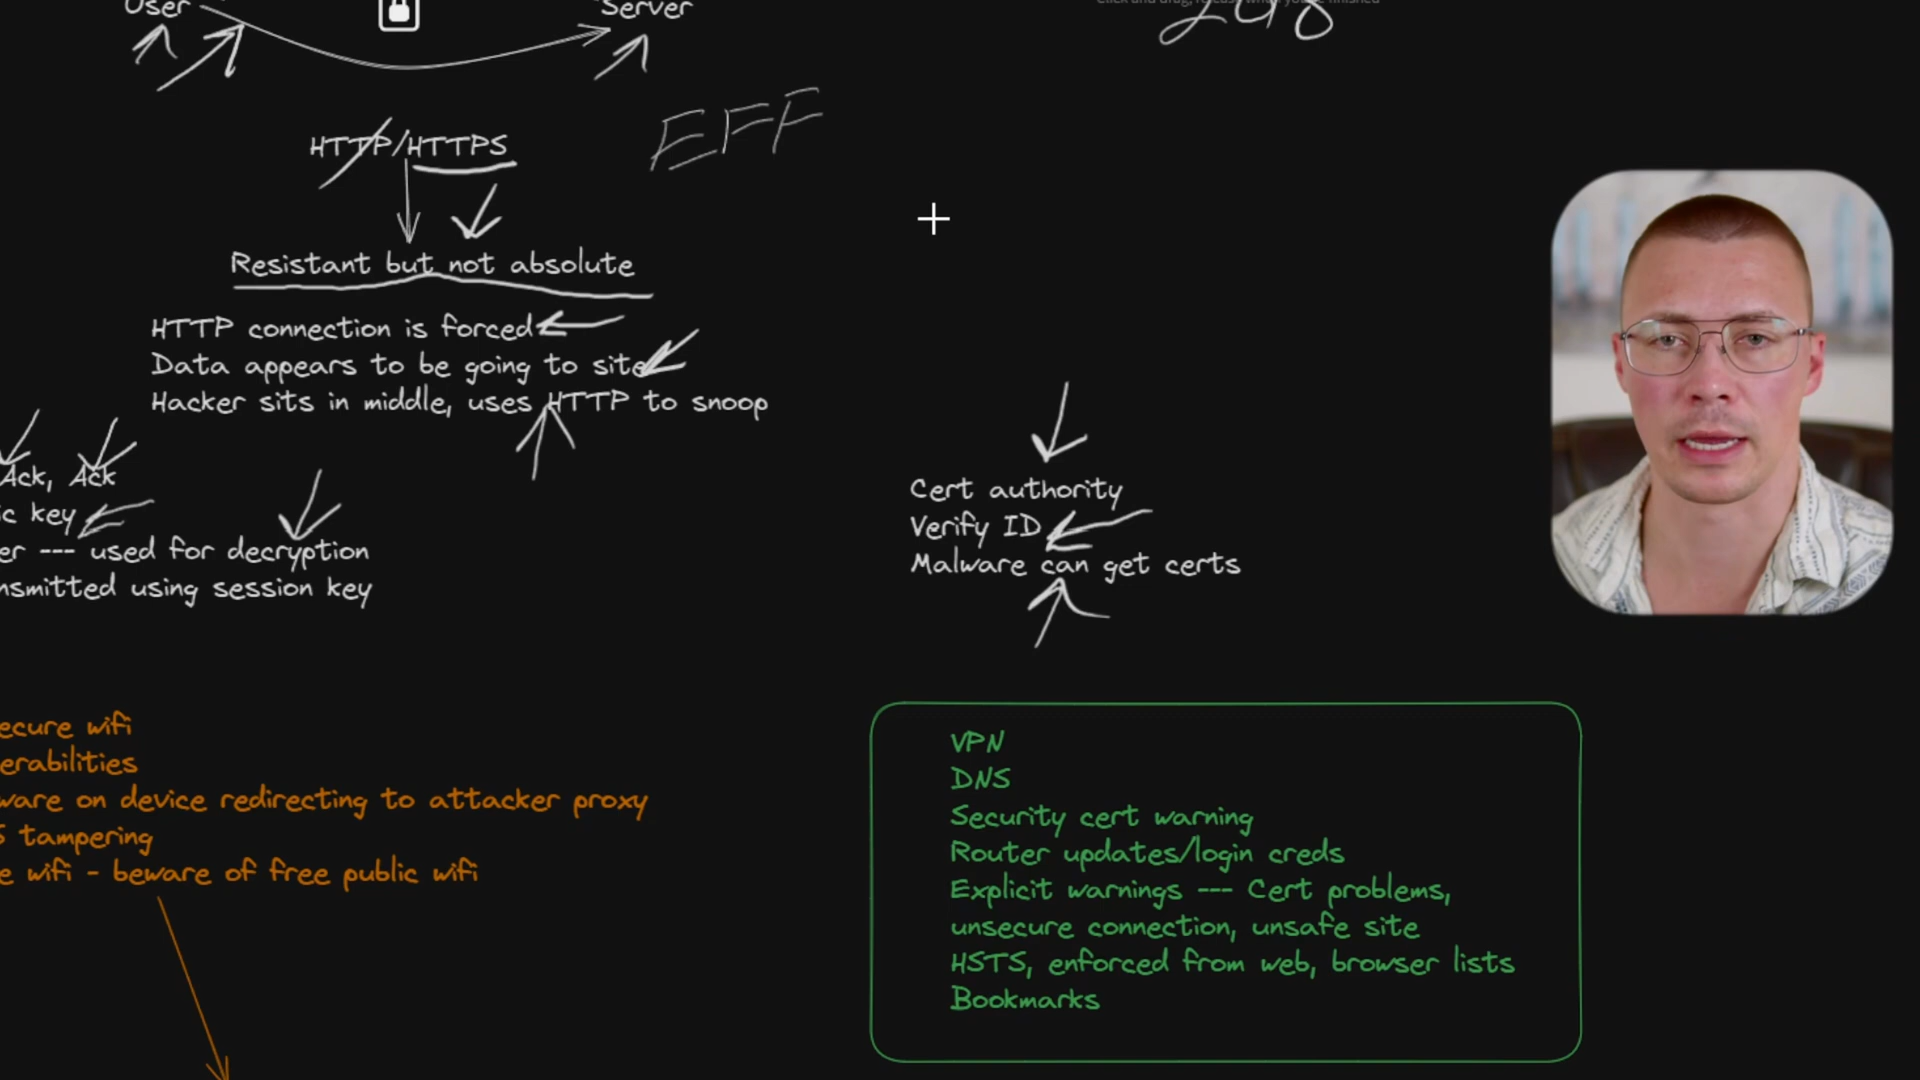 User
Server
EFF
HTTP/HTTPS
Resistant but not absolute
HTTP connection is forced
Data appears to be going to site
Hacker sits in middle, uses HTTP to snoop
Ack, Ack
key
--- used for decryption
using session key
Cert authority
Verify ID
Malware can get certs
wifi
on device redirecting to attacker proxy
tampering
wifi - beware of free public wifi
VPN
DNS
Security cert warning
Router updates/login creds
Explicit warnings --- Cert problems,
unsecure connection, unsafe site
HSTS, enforced from web, browser lists
Bookmarks